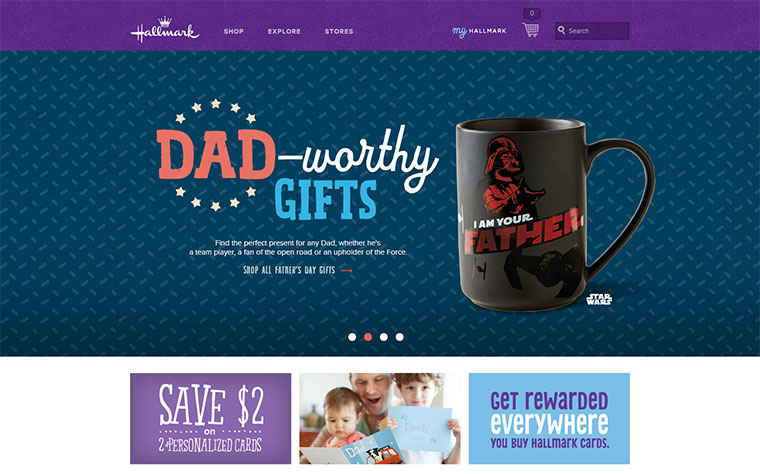 Hallmark
SHOP
EXPLORE
STORES
my HALLMARK
0
Search
DAD-worthy
GIFTS
Find the perfect present for any Dad, whether he's
a team player, a fan of the open road or an upholder of the Force.
SHOP ALL FATHER'S DAY GIFTS
I AM YOUR
FATHER
STAR
WARS
SAVE $2
on
2 PERSONALIZED CARDS
Daddy
GET REWARDED
EVERYWHERE
YOU BUY HALLMARK CARDS.